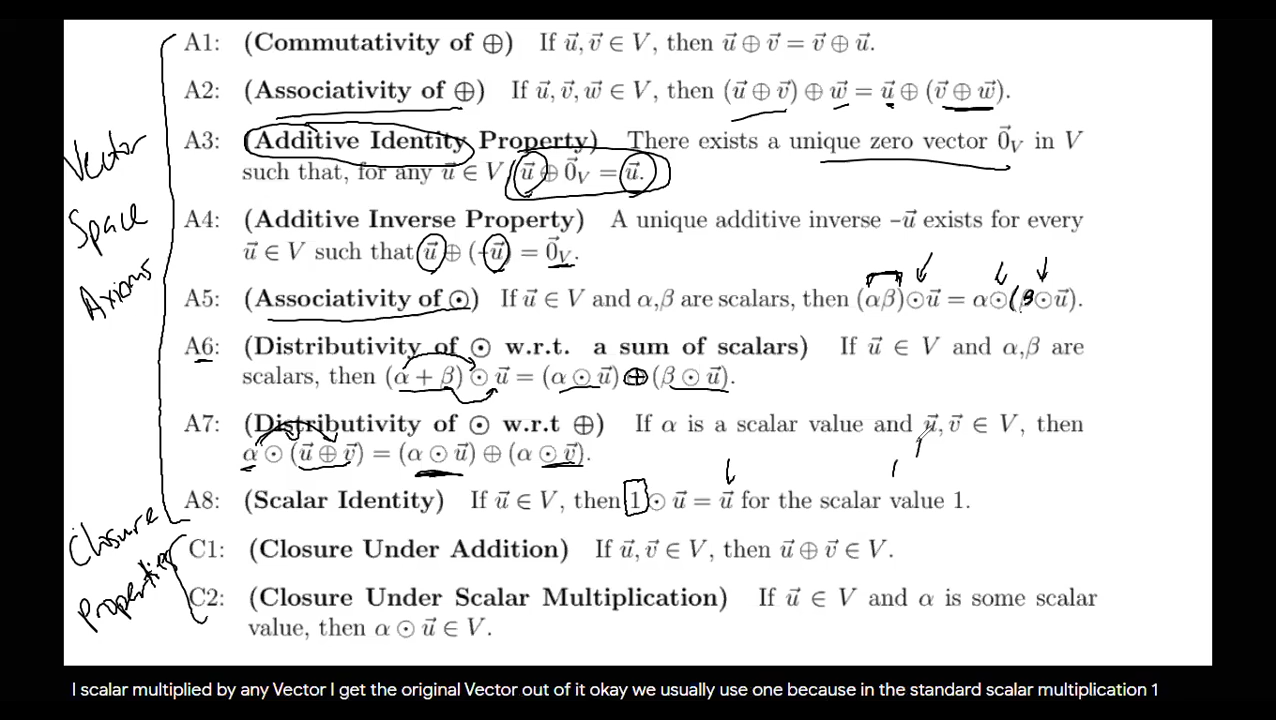 A1: (Commutativity of ⊕) If u⃗, v⃗ ∈ V, then u⃗ ⊕ v⃗ = v⃗ ⊕ u⃗.
A2: (Associativity of ⊕) If u⃗, v⃗, w⃗ ∈ V, then (u⃗ ⊕ v⃗) ⊕ w⃗ = u⃗ ⊕ (v⃗ ⊕ w⃗).
A3: (Additive Identity Property) There exists a unique zero vector 0⃗_V in V
such that, for any u⃗ ∈ V, u⃗ ⊕ 0⃗_V = u⃗.
A4: (Additive Inverse Property) A unique additive inverse −u⃗ exists for every
u⃗ ∈ V such that u⃗ ⊕ (−u⃗) = 0⃗_V.
A5: (Associativity of ⊙) If u⃗ ∈ V and α,β are scalars, then (αβ)⊙u⃗ = α⊙(β⊙u⃗).
A6: (Distributivity of ⊙ w.r.t. a sum of scalars) If u⃗ ∈ V and α,β are
scalars, then (α + β) ⊙ u⃗ = (α ⊙ u⃗) ⊕ (β ⊙ u⃗).
A7: (Distributivity of ⊙ w.r.t ⊕) If α is a scalar value and u⃗, v⃗ ∈ V, then
α ⊙ (u⃗ ⊕ v⃗) = (α ⊙ u⃗) ⊕ (α ⊙ v⃗).
A8: (Scalar Identity) If u⃗ ∈ V, then 1 ⊙ u⃗ = u⃗ for the scalar value 1.
C1: (Closure Under Addition) If u⃗, v⃗ ∈ V, then u⃗ ⊕ v⃗ ∈ V.
C2: (Closure Under Scalar Multiplication) If u⃗ ∈ V and α is some scalar
value, then α ⊙ u⃗ ∈ V.
Vector
Space
Axioms
Closure
Properties
I scalar multiplied by any Vector I get the original Vector out of it okay we usually use one because in the standard scalar multiplication 1